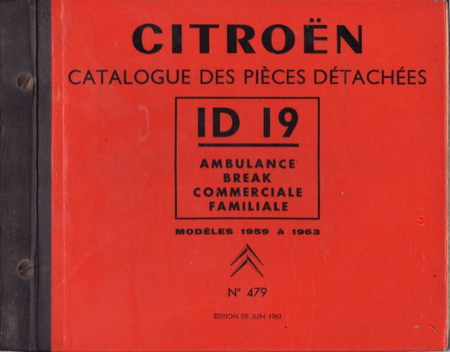 CITROËN
CATALOGUE DES PIÈCES DÉTACHÉES
ID 19
AMBULANCE
BREAK
COMMERCIALE
FAMILIALE
MODÈLES 1959 à 1963
N° 479
ÉDITION DE JUIN 1963